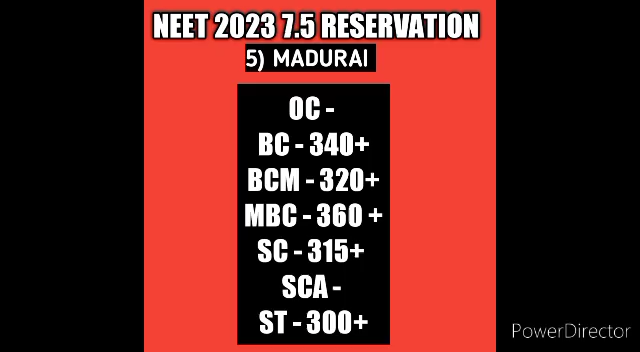 NEET 2023 7.5 RESERVATION
5) MADURAI
OC -
BC - 340+
BCM - 320+
MBC - 360 +
SC - 315+
SCA -
ST - 300+
PowerDirector